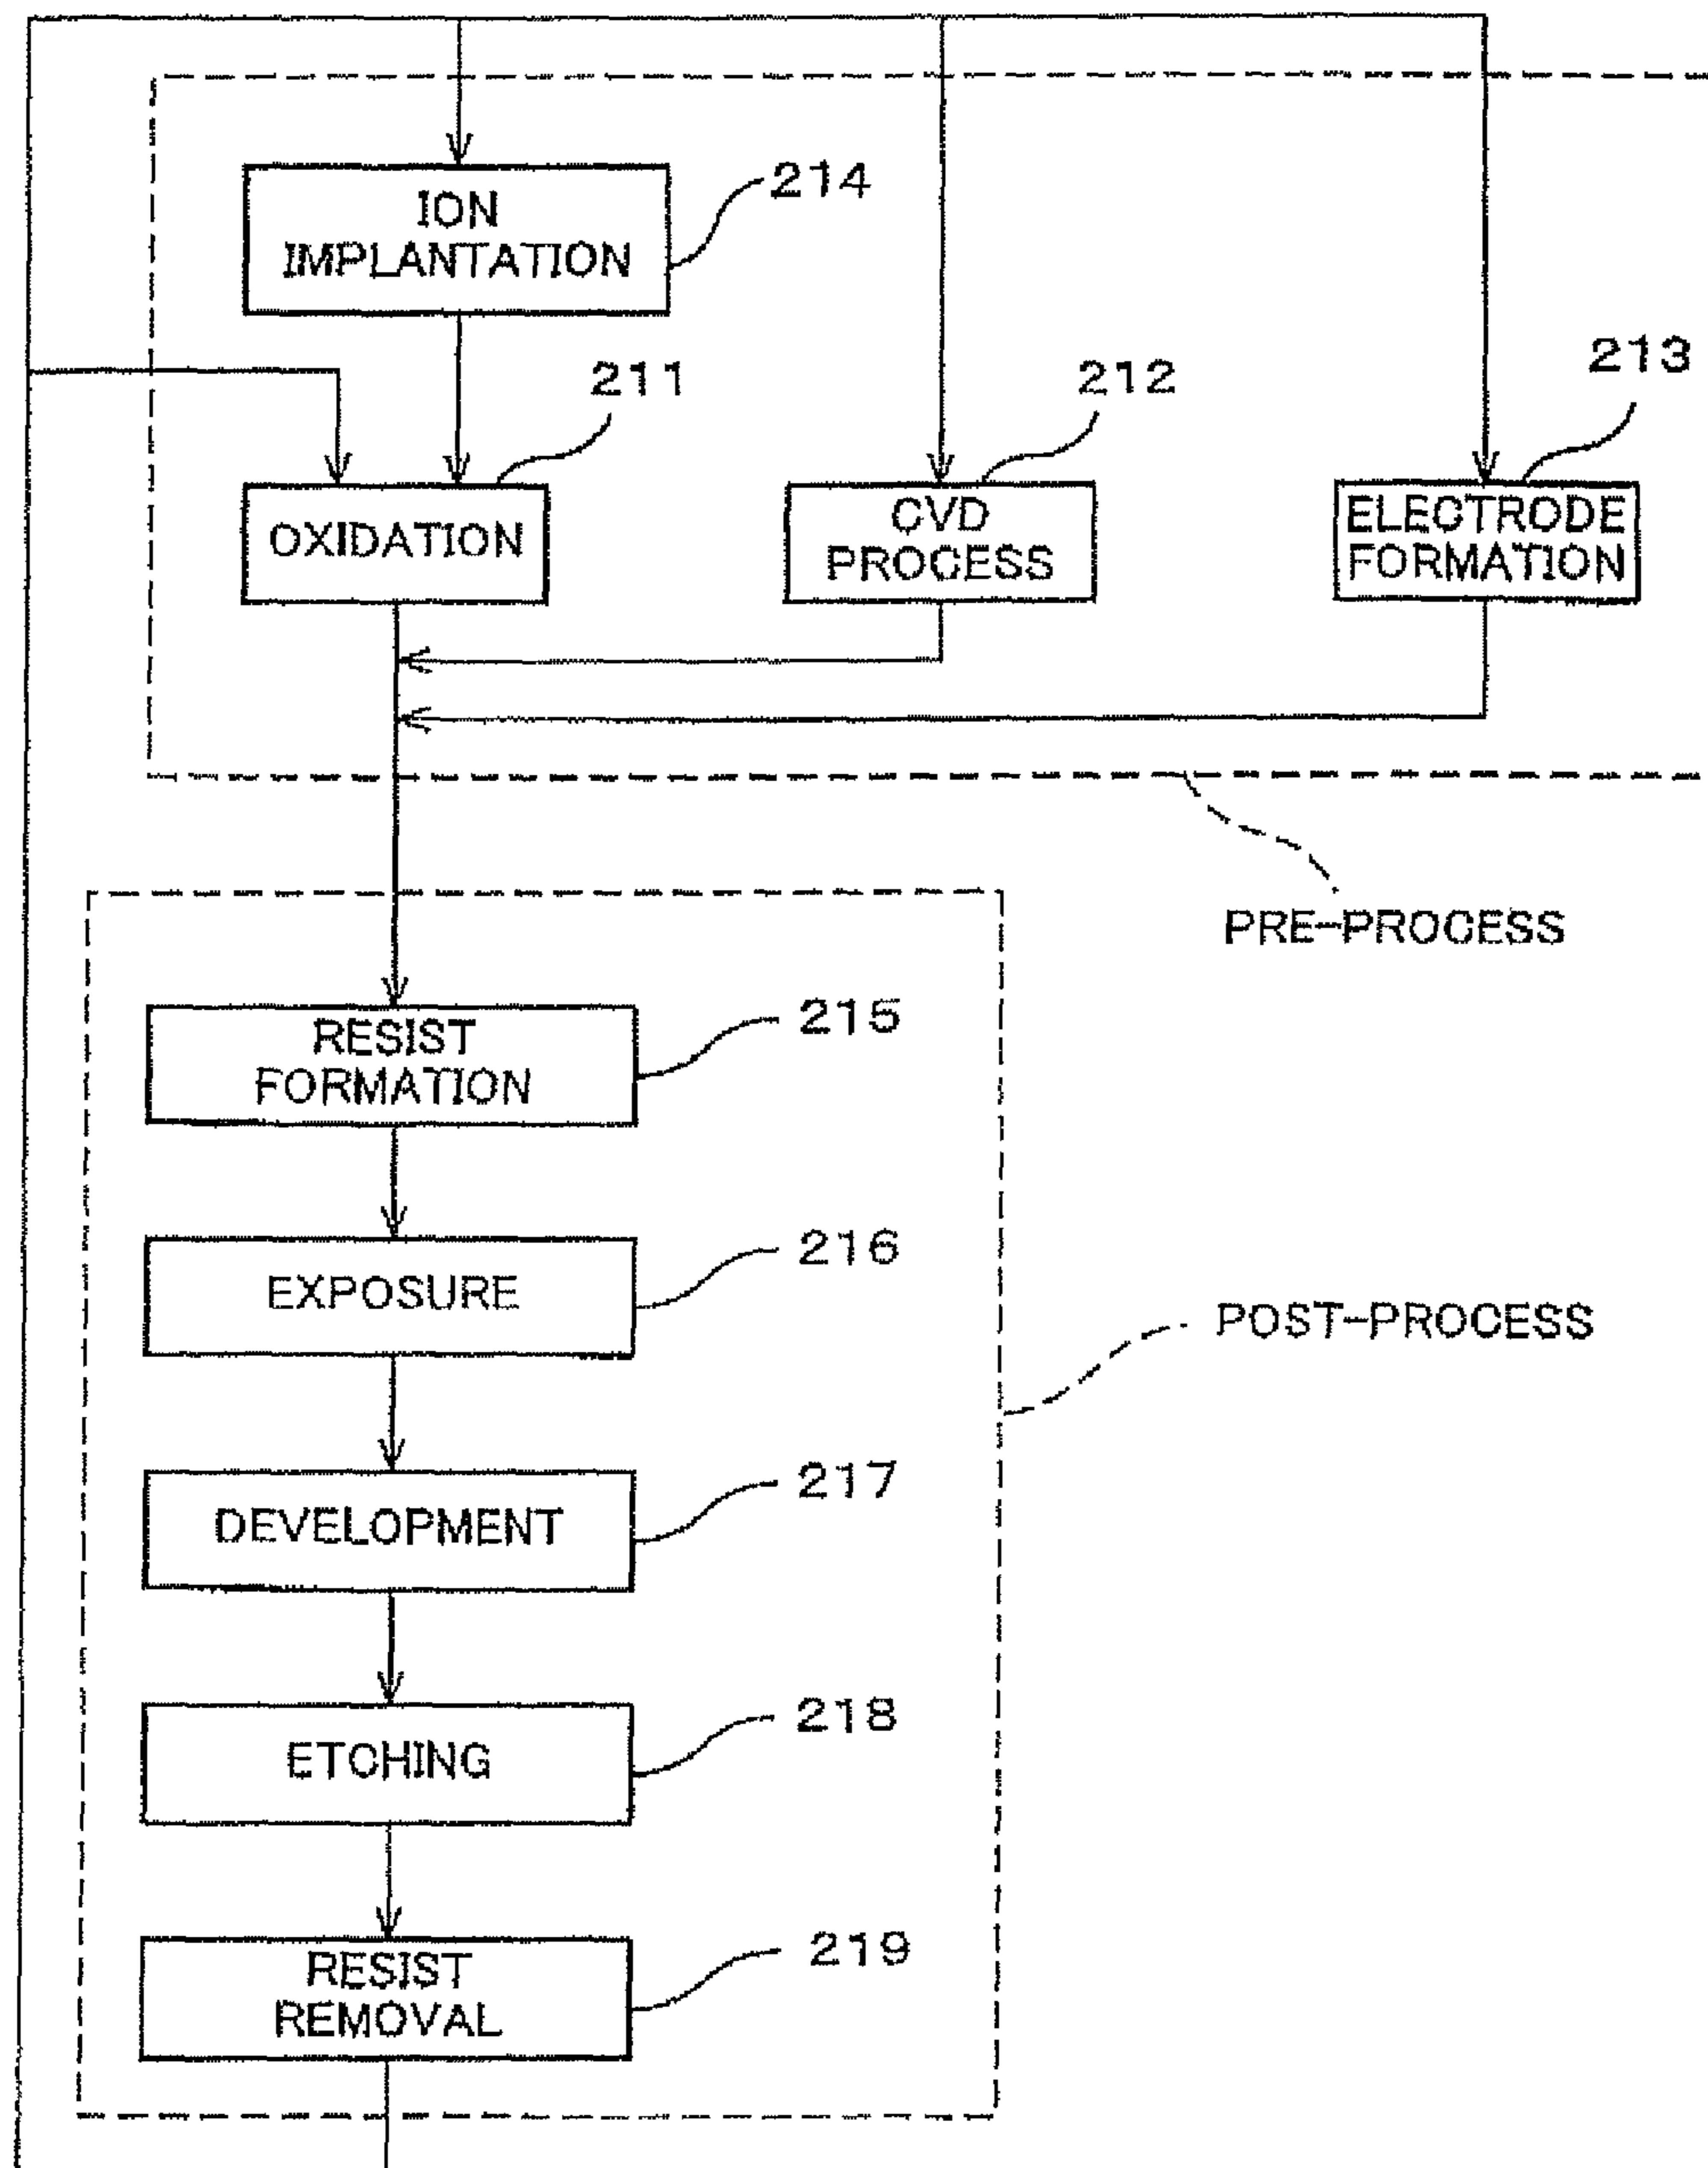 214
ION
IMPLANTATION
211
212
213
OXIDATION
CVD
PROCESS
ELECTRODE
FORMATION
PRE-PROCESS
215
RESIST
FORMATION
216
EXPOSURE
POST-PROCESS
217
DEVELOPMENT
218
ETCHING
219
RESIST
REMOVAL